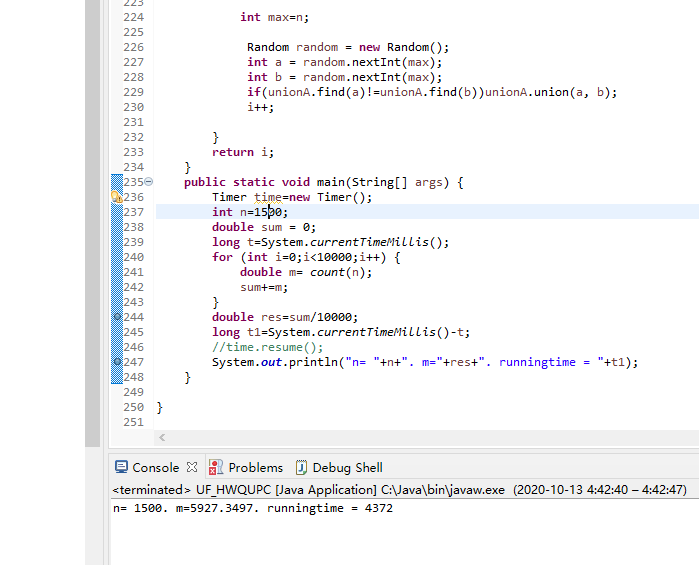 223
224 int max=n;
225
226 Random random = new Random();
227 int a = random.nextInt(max);
228 int b = random.nextInt(max);
229 if(unionA.find(a)!=unionA.find(b))unionA.union(a, b);
230 i++;
231
232 }
233 return i;
234 }
235 public static void main(String[] args) {
236 Timer time=new Timer();
237 int n=1500;
238 double sum = 0;
239 long t=System.currentTimeMillis();
240 for (int i=0;i<10000;i++) {
241 double m= count(n);
242 sum+=m;
243 }
244 double res=sum/10000;
245 long t1=System.currentTimeMillis()-t;
246 //time.resume();
247 System.out.println("n= "+n+". m="+res+". runningtime = "+t1);
248 }
249
250 }
251
Console Problems Debug Shell
<terminated> UF_HWQUPC [Java Application] C:\Java\bin\javaw.exe (2020-10-13 4:42:40 – 4:42:47)
n= 1500. m=5927.3497. runningtime = 4372